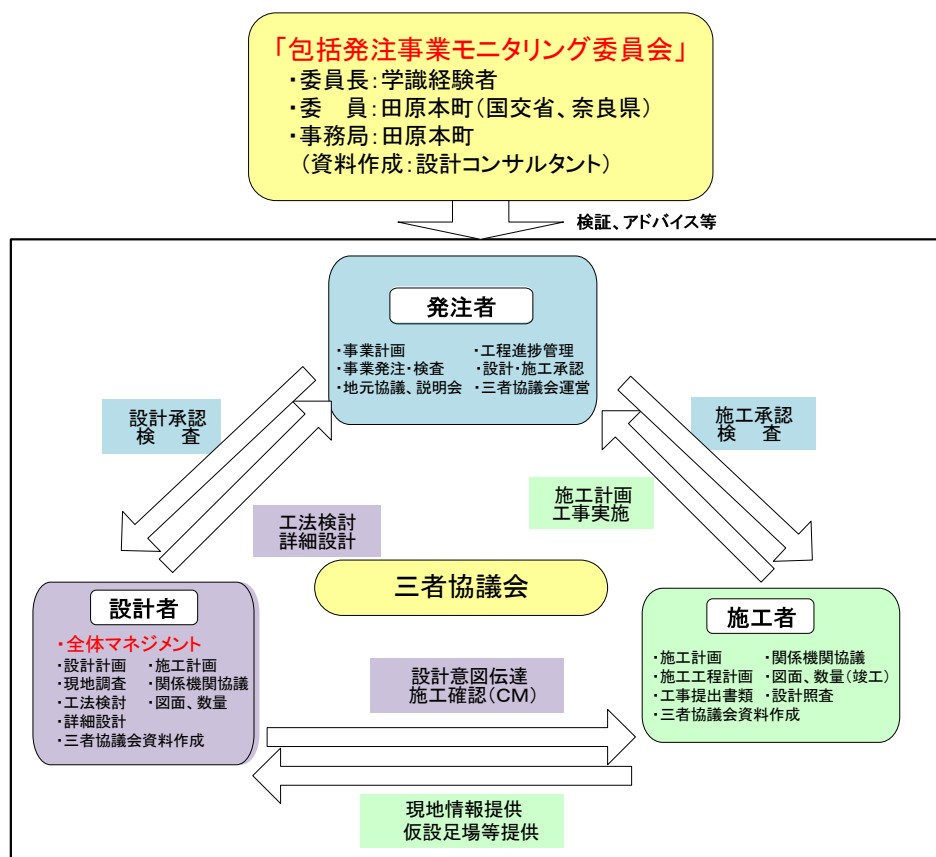 「包括発注事業モニタリング委員会」
・委員長：学識経験者
・委　員：田原本町（国交省、奈良県）
・事務局：田原本町
（資料作成：設計コンサルタント）
検証、アドバイス等
発注者
・事業計画　・工程進捗管理
・事業発注・検査　・設計・施工承認
・地元協議、説明会　・三者協議会運営
設計承認
検　査
施工承認
検　査
工法検討
詳細設計
施工計画
工事実施
三者協議会
設計者
・全体マネジメント
・設計計画　・施工計画
・現地調査　・関係機関協議
・工法検討　・図面、数量
・詳細設計
・三者協議会資料作成
施工者
・施工計画　・関係機関協議
・施工工程計画　・図面、数量（竣工）
・工事提出書類　・設計照査
・三者協議会資料作成
設計意図伝達
施工確認（CM）
現地情報提供
仮設足場等提供